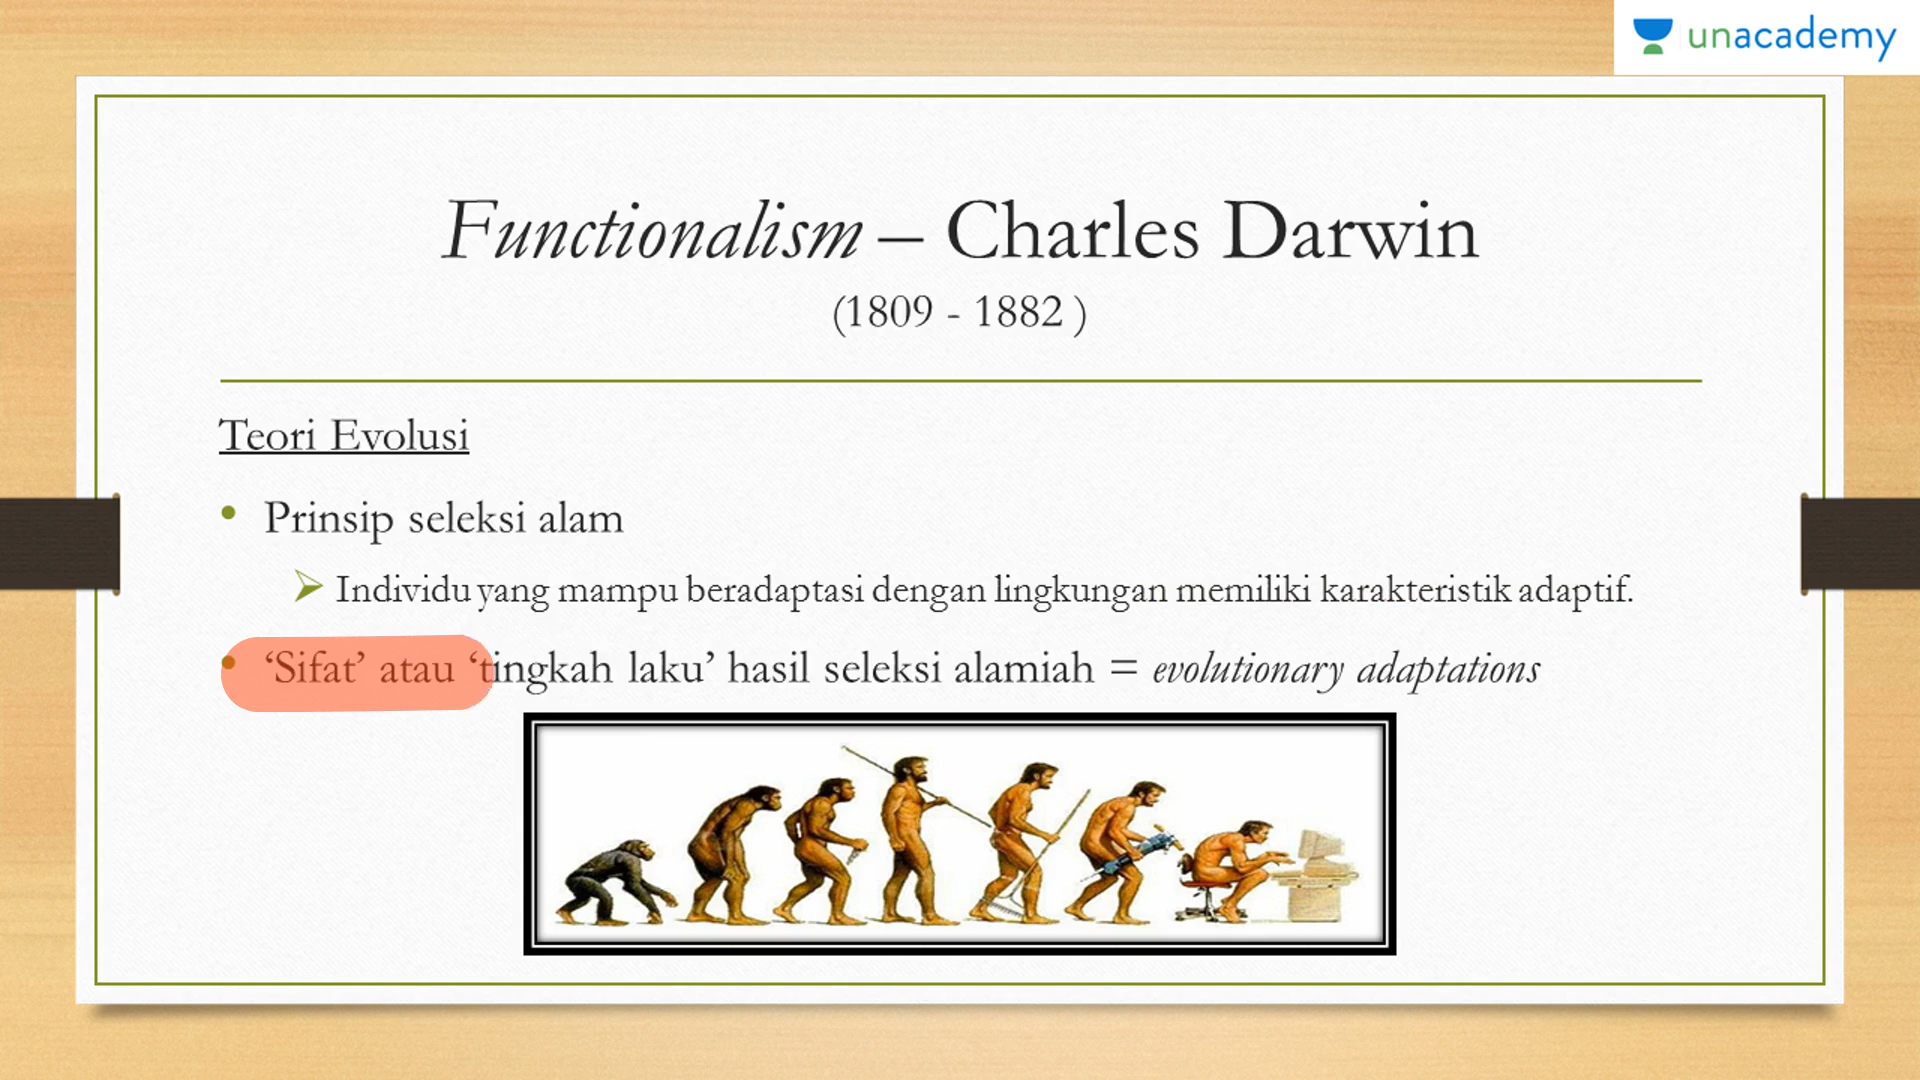 unacademy
Functionalism – Charles Darwin
(1809 - 1882 )
Teori Evolusi
• Prinsip seleksi alam
➢ Individu yang mampu beradaptasi dengan lingkungan memiliki karakteristik adaptif.
• ‘Sifat’ atau ‘tingkah laku’ hasil seleksi alamiah = evolutionary adaptations